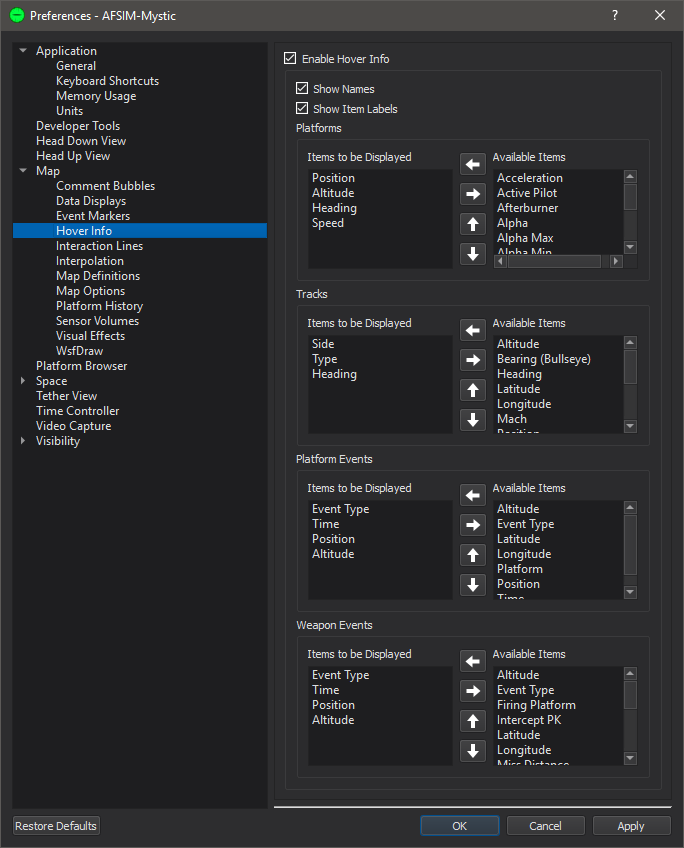 Preferences - AFSIM-Mystic
?
Application
General
Keyboard Shortcuts
Memory Usage
Units
Developer Tools
Head Down View
Head Up View
Map
Comment Bubbles
Data Displays
Event Markers
Hover Info
Interaction Lines
Interpolation
Map Definitions
Map Options
Platform History
Sensor Volumes
Visual Effects
WsfDraw
Platform Browser
Space
Tether View
Time Controller
Video Capture
Visibility
Enable Hover Info
Show Names
Show Item Labels
Platforms
Items to be Displayed
Position
Altitude
Heading
Speed
Available Items
Acceleration
Active Pilot
Afterburner
Alpha
Alpha Max
Alpha Min
Tracks
Items to be Displayed
Side
Type
Heading
Available Items
Altitude
Bearing (Bullseye)
Heading
Latitude
Longitude
Mach
Position
Platform Events
Items to be Displayed
Event Type
Time
Position
Altitude
Available Items
Altitude
Event Type
Latitude
Longitude
Platform
Position
Time
Weapon Events
Items to be Displayed
Event Type
Time
Position
Altitude
Available Items
Altitude
Event Type
Firing Platform
Intercept PK
Latitude
Longitude
Miss Distance
Restore Defaults
OK
Cancel
Apply